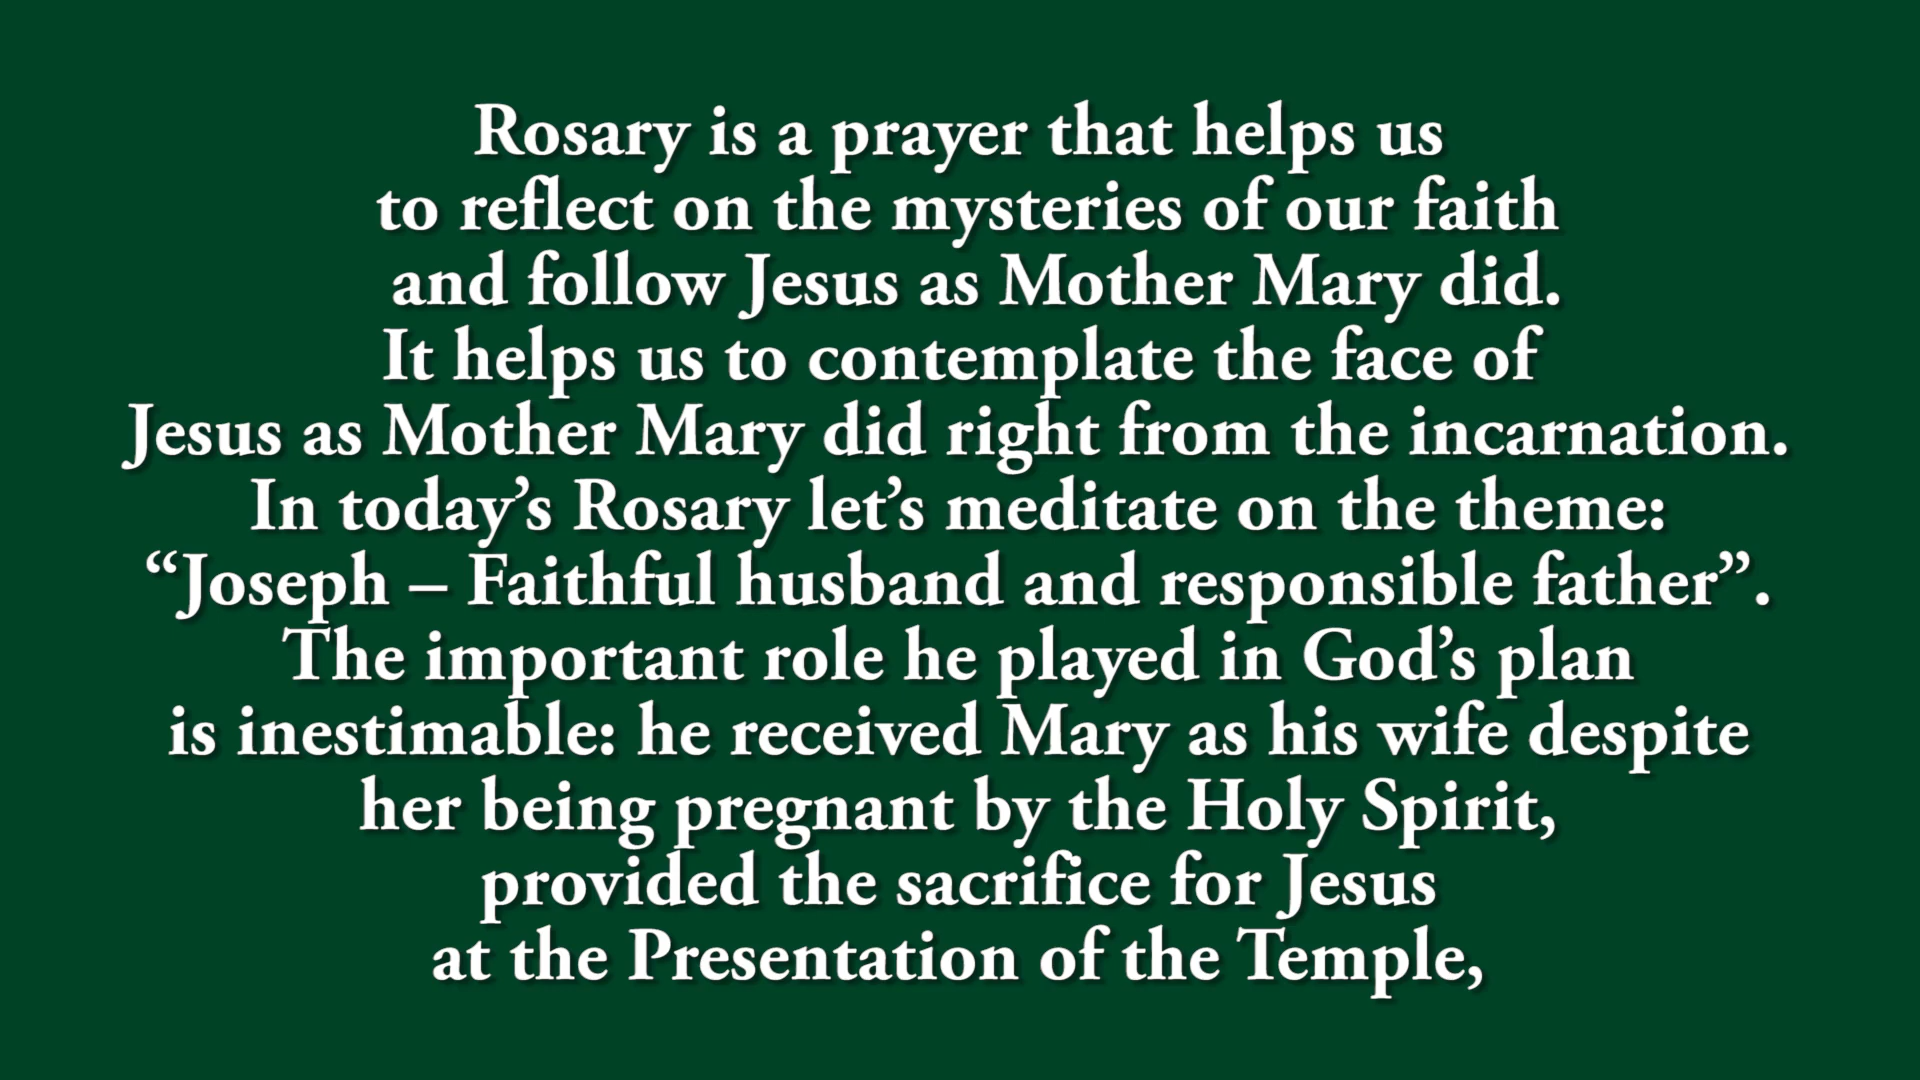 Rosary is a prayer that helps us
to reflect on the mysteries of our faith
and follow Jesus as Mother Mary did.
It helps us to contemplate the face of
Jesus as Mother Mary did right from the incarnation.
In today’s Rosary let’s meditate on the theme:
“Joseph – Faithful husband and responsible father”.
The important role he played in God’s plan
is inestimable: he received Mary as his wife despite
her being pregnant by the Holy Spirit,
provided the sacrifice for Jesus
at the Presentation of the Temple,